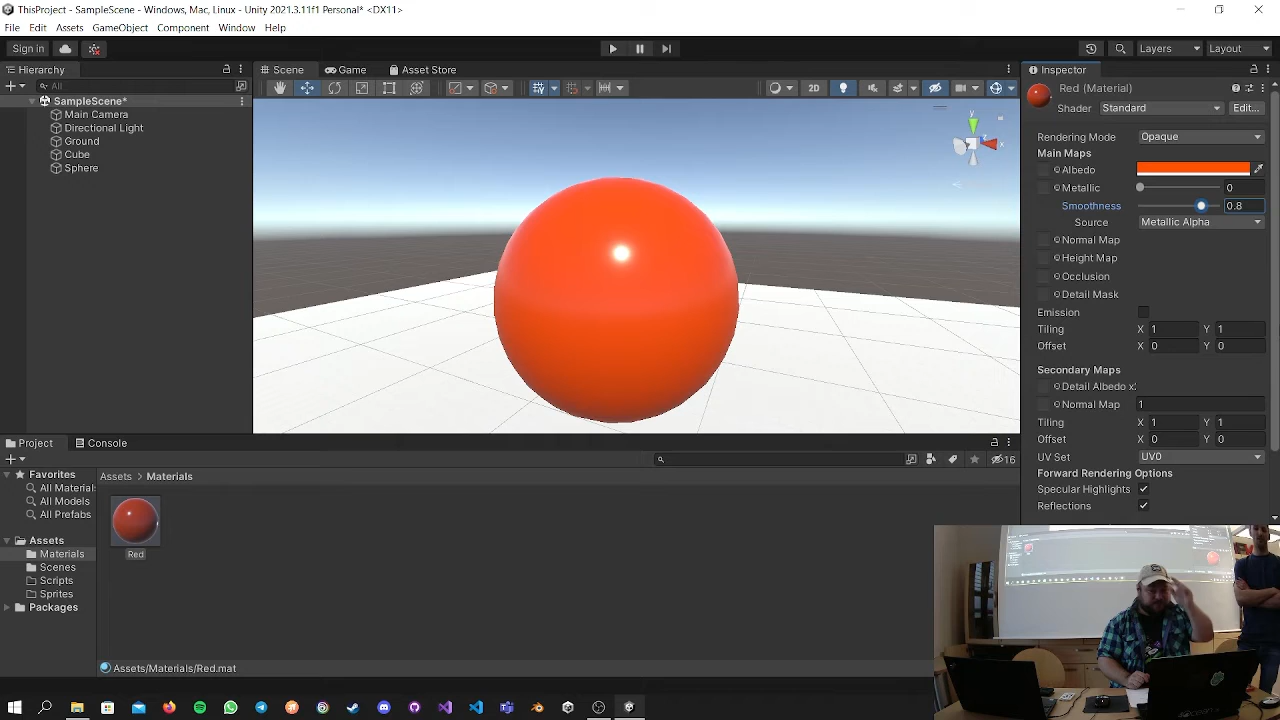 ThisProject - SampleScene - Windows, Mac, Linux - Unity 2021.3.11f1 Personal* <DX11>
File Edit Assets GameObject Component Window Help
Sign in Layers Layout
Hierarchy Scene Game Asset Store Inspector
All 2D
SampleScene*
Main Camera
Directional Light
Ground
Cube
Sphere
y
z
x
Red (Material)
Shader Standard Edit...
Rendering Mode Opaque
Main Maps
Albedo
Metallic 0
Smoothness 0.8
Source Metallic Alpha
Normal Map
Height Map
Occlusion
Detail Mask
Emission
Tiling X 1 Y 1
Offset X 0 Y 0
Secondary Maps
Detail Albedo x:
Normal Map 1
Tiling X 1 Y 1
Offset X 0 Y 0
UV Set UV0
Forward Rendering Options
Specular Highlights
Reflections
Project Console
16
Favorites
All Material
All Models
All Prefabs
Assets
Materials
Scenes
Scripts
Sprites
Packages
Assets > Materials
Red
Assets/Materials/Red.mat